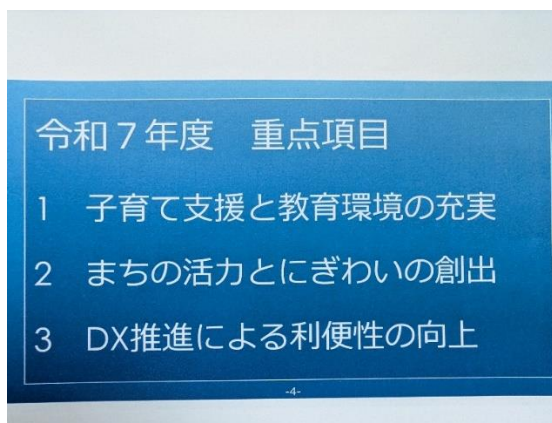 令和７年度　重点項目
1　子育て支援と教育環境の充実
2　まちの活力とにぎわいの創出
3　DX推進による利便性の向上
-4-